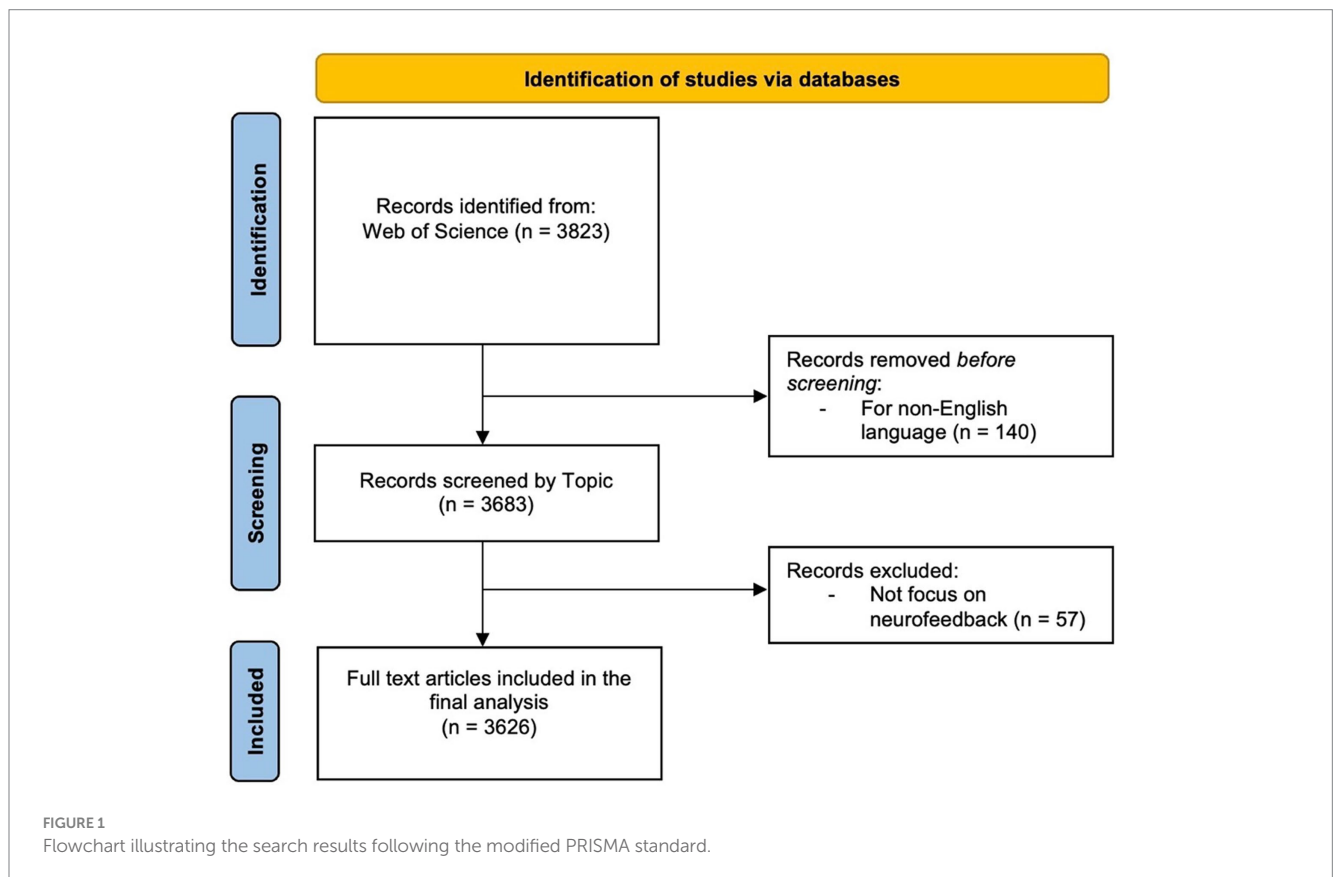 Identification of studies via databases
Identification
Records identified from:
Web of Science (n = 3823)
Records removed before
screening:
- For non-English
language (n = 140)
Screening
Records screened by Topic
(n = 3683)
Records excluded:
- Not focus on
neurofeedback (n = 57)
Included
Full text articles included in the
final analysis
(n = 3626)
FIGURE 1
Flowchart illustrating the search results following the modified PRISMA standard.